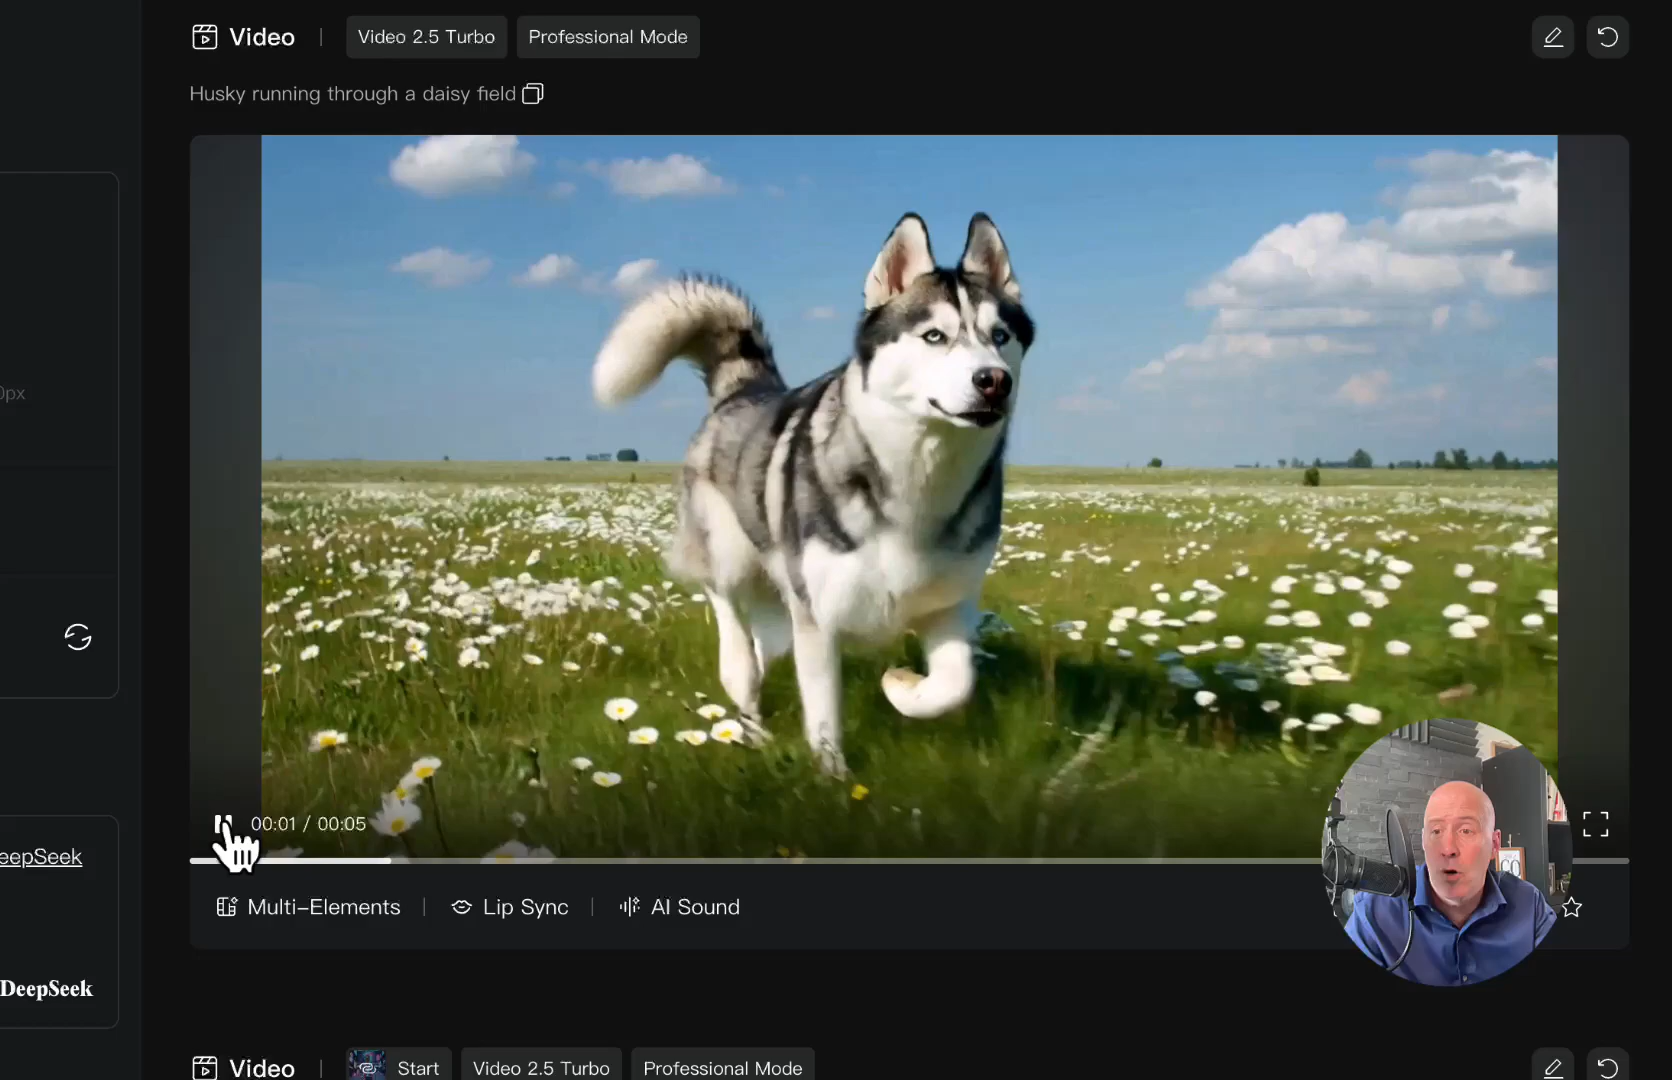 Video | Video 2.5 Turbo Professional Mode
Husky running through a daisy field
0px
00:01 / 00:05
eepSeek
Multi-Elements | Lip Sync | AI Sound
DeepSeek
Video | Start Video 2.5 Turbo Professional Mode